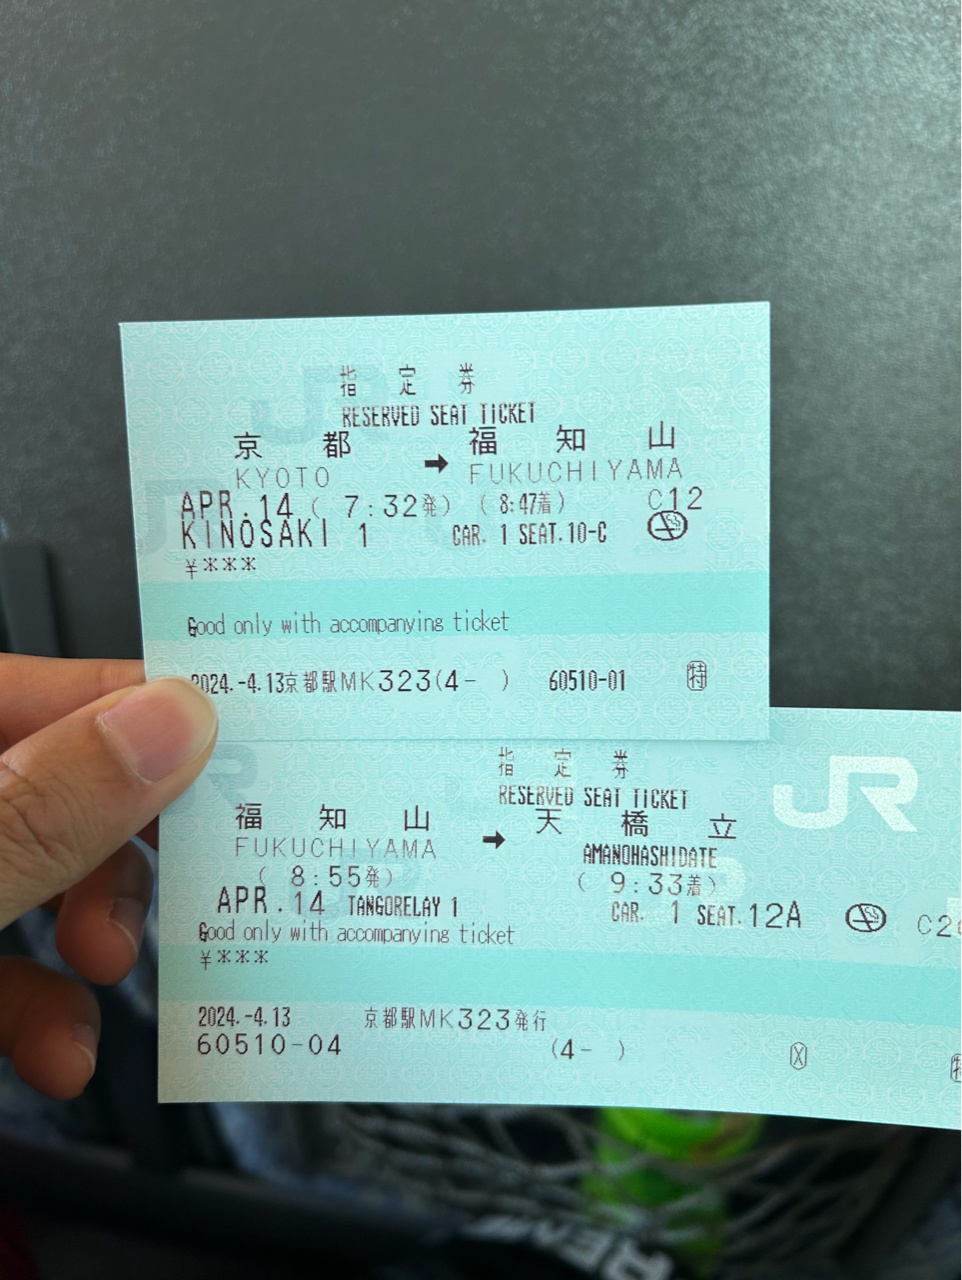 指定券
RESERVED SEAT TICKET
京都 → 福知山
KYOTO FUKUCHIYAMA
APR.14 ( 7:32発) ( 8:47着) C12
KINOSAKI 1 CAR. 1 SEAT.10-C
¥***
Good only with accompanying ticket
2024.-4.13京都駅MK323(4- ) 60510-01 特
指定券
JR
RESERVED SEAT TICKET
福知山 → 天橋立
FUKUCHIYAMA AMANOHASHIDATE
( 8:55発) ( 9:33着)
APR.14 TANGORELAY 1 CAR. 1 SEAT.12A
Good only with accompanying ticket
¥***
2024.-4.13 京都駅MK323発行
60510-04 (4- ) X